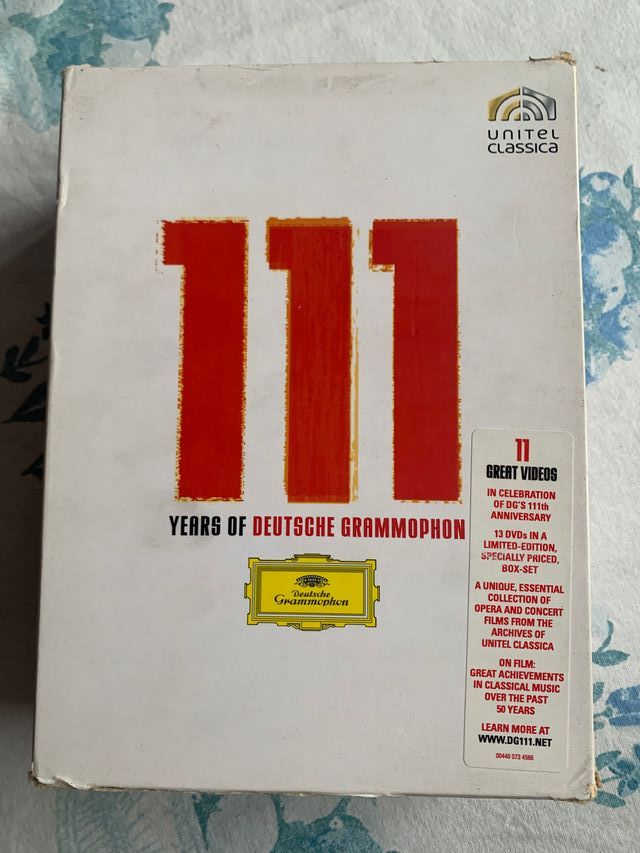 UNITEL
CLASSICA
111
YEARS OF DEUTSCHE GRAMMOPHON
Deutsche
Grammophon
11
GREAT VIDEOS
IN CELEBRATION
OF DG'S 111th
ANNIVERSARY
13 DVDs IN A
LIMITED-EDITION,
SPECIALLY PRICED,
BOX-SET
A UNIQUE, ESSENTIAL
COLLECTION OF
OPERA AND CONCERT
FILMS FROM THE
ARCHIVES OF
UNITEL CLASSICA
ON FILM:
GREAT ACHIEVEMENTS
IN CLASSICAL MUSIC
OVER THE PAST
50 YEARS
LEARN MORE AT
WWW.DG111.NET
00440 073 4566